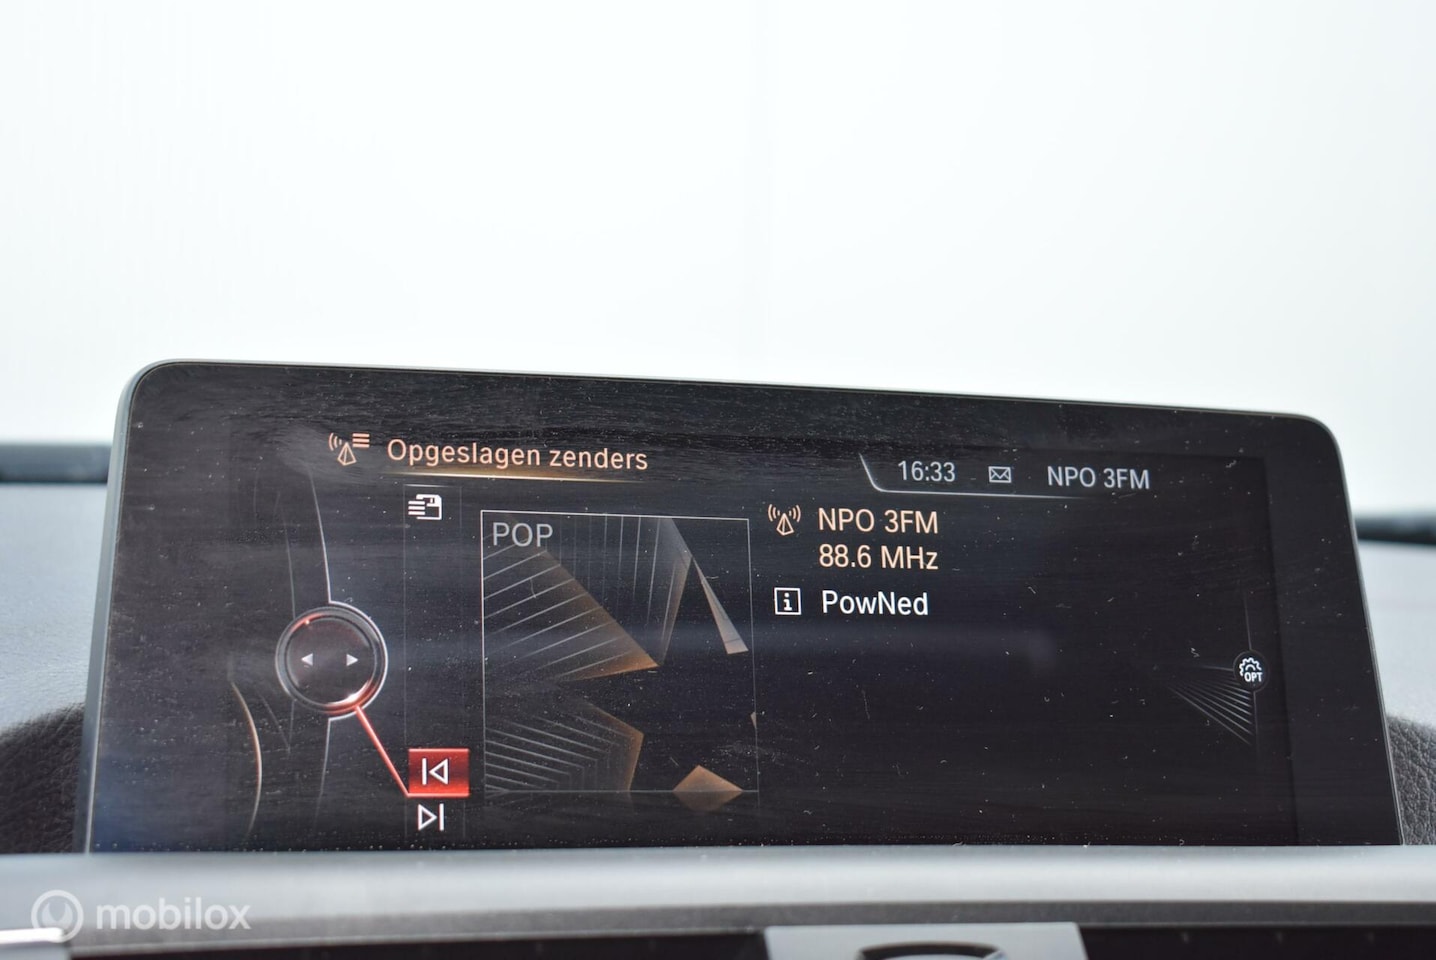 Opgeslagen zenders
16:33 NPO 3FM
POP
NPO 3FM
88.6 MHz
i PowNed
OPT
mobilox